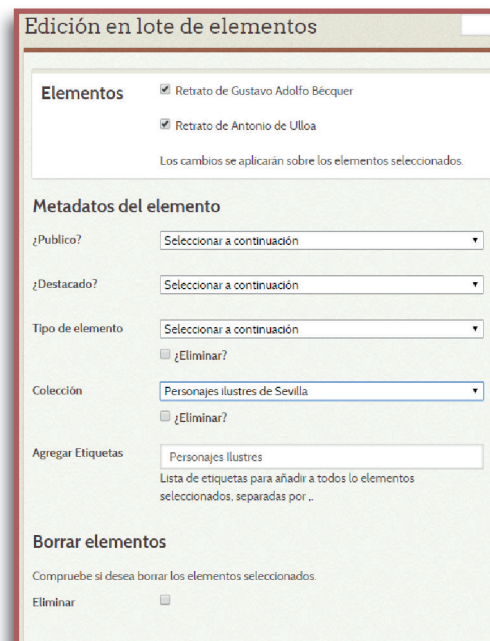 Edición en lote de elementos
Elementos
Retrato de Gustavo Adolfo Bécquer
Retrato de Antonio de Ulloa
Los cambios se aplicarán sobre los elementos seleccionados.
Metadatos del elemento
¿Publico?
Seleccionar a continuación
¿Destacado?
Seleccionar a continuación
Tipo de elemento
Seleccionar a continuación
¿Eliminar?
Colección
Personajes ilustres de Sevilla
¿Eliminar?
Agregar Etiquetas
Personajes Ilustres
Lista de etiquetas para añadir a todos lo elementos
seleccionados, separadas por ,.
Borrar elementos
Compruebe si desea borrar los elementos seleccionados.
Eliminar